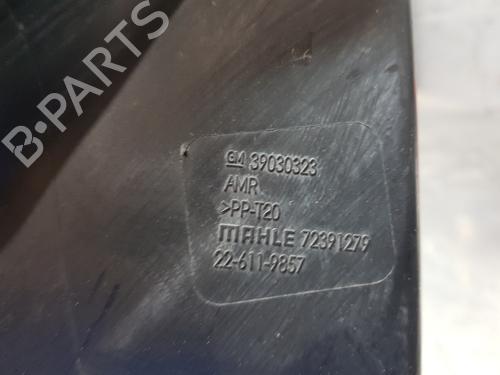 B-PARTS
GM 39030323
AMR
>PP-T20
MAHLE 72391279
22-611-9857